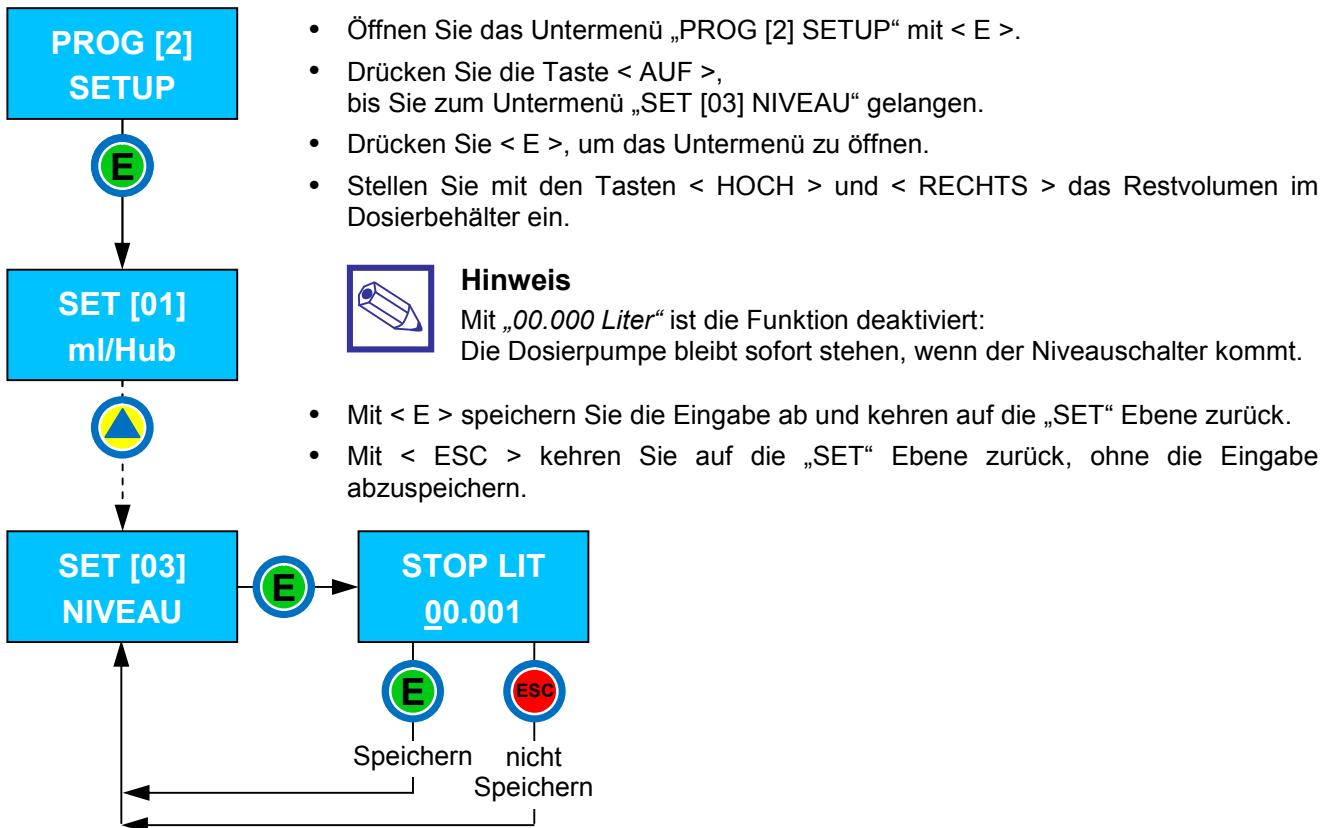 PROG [2]
SETUP
E
• Öffnen Sie das Untermenü „PROG [2] SETUP“ mit < E >.
• Drücken Sie die Taste < AUF >,
bis Sie zum Untermenü „SET [03] NIVEAU“ gelangen.
• Drücken Sie < E >, um das Untermenü zu öffnen.
• Stellen Sie mit den Tasten < HOCH > und < RECHTS > das Restvolumen im
Dosierbehälter ein.
Hinweis
Mit „00.000 Liter“ ist die Funktion deaktiviert:
Die Dosierpumpe bleibt sofort stehen, wenn der Niveauschalter kommt.
SET [01]
ml/Hub
• Mit < E > speichern Sie die Eingabe ab und kehren auf die „SET“ Ebene zurück.
• Mit < ESC > kehren Sie auf die „SET“ Ebene zurück, ohne die Eingabe
abzuspeichern.
SET [03]
NIVEAU
E
STOP LIT
00.001
E
ESC
Speichern
nicht
Speichern